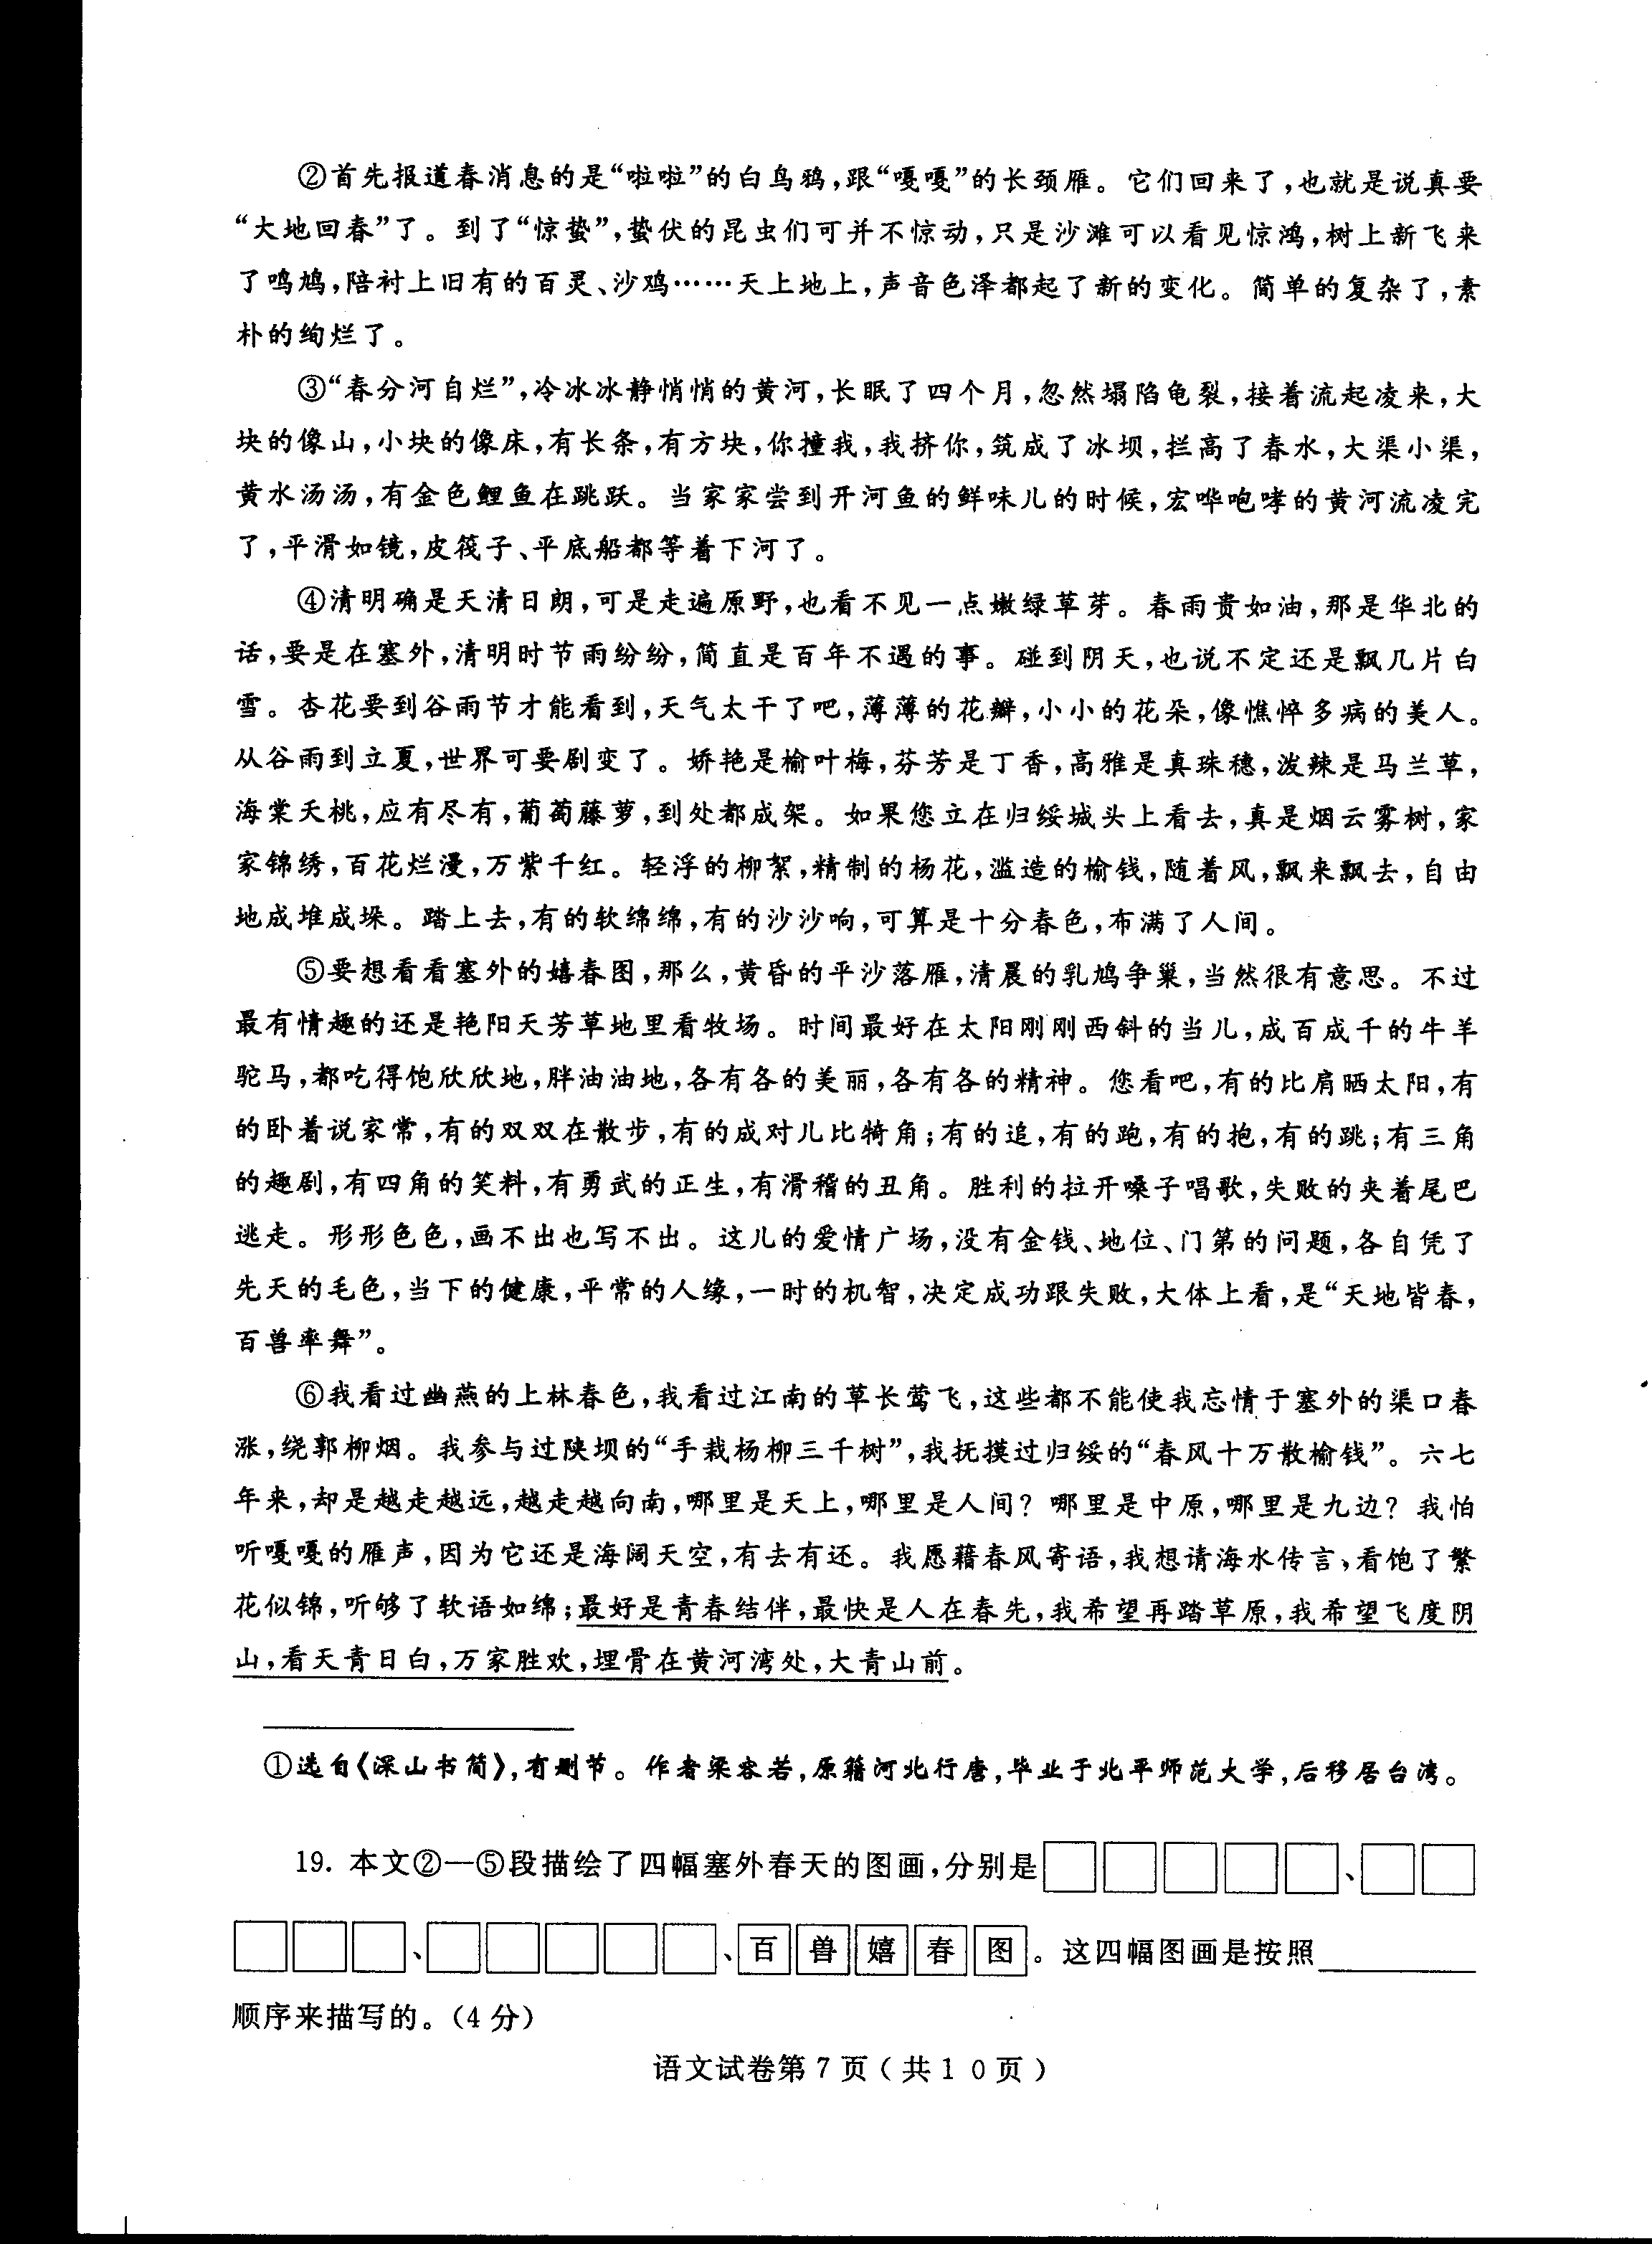 ②首先报道春消息的是“啦啦”的白鸟鸦，跟“嘎嘎”的长颈雁。它们回来了，也就是说真要
“大地回春”了。到了“惊蛰”，蛰伏的昆虫们可并不惊动，只是沙滩可以看见惊鸿，树上新飞来
了鸣鸠，陪衬上旧有的百灵、沙鸡……天上地上，声音色泽都起了新的变化。简单的复杂了，素
朴的绚烂了。
③“春分河自烂”，冷冰冰静悄悄的黄河，长眠了四个月，忽然塌陷龟裂，接着流起凌来，大
块的像山，小块的像床，有长条，有方块，你撞我，我挤你，筑成了冰坝，拦高了春水，大渠小渠，
黄水汤汤，有金色鲤鱼在跳跃。当家家尝到开河鱼的鲜味儿的时候，宏哗咆哮的黄河流凌完
了，平滑如镜，皮筏子、平底船都等着下河了。
④清明确是天清日朗，可是走遍原野，也看不见一点嫩绿草芽。春雨贵如油，那是华北的
话，要是在塞外，清明时节雨纷纷，简直是百年不遇的事。碰到阴天，也说不定还是飘几片白
雪。杏花要到谷雨节才能看到，天气太干了吧，薄薄的花瓣，小小的花朵，像憔悴多病的美人。
从谷雨到立夏，世界可要剧变了。娇艳是榆叶梅，芬芳是丁香，高雅是真珠穗，泼辣是马兰草，
海棠夭桃，应有尽有，葡萄藤萝，到处都成架。如果您立在归绥城头上看去，真是烟云雾树，家
家锦绣，百花烂漫，万紫千红。轻浮的柳絮，精制的杨花，滥造的榆钱，随着风，飘来飘去，自由
地成堆成垛。踏上去，有的软绵绵，有的沙沙响，可算是十分春色，布满了人间。
⑤要想看看塞外的嬉春图，那么，黄昏的平沙落雁，清晨的乳鸠争巢，当然很有意思。不过
最有情趣的还是艳阳天芳草地里看牧场。时间最好在太阳刚刚西斜的当儿，成百成千的牛羊
驼马，都吃得饱欣欣地，胖油油地，各有各的美丽，各有各的精神。您看吧，有的比肩晒太阳，有
的卧着说家常，有的双双在散步，有的成对儿比犄角；有的追，有的跑，有的抱，有的跳；有三角
的趣剧，有四角的笑料，有勇武的正生，有滑稽的丑角。胜利的拉开嗓子唱歌，失败的夹着尾巴
逃走。形形色色，画不出也写不出。这儿的爱情广场，没有金钱、地位、门第的问题，各自凭了
先天的毛色，当下的健康，平常的人缘，一时的机智，决定成功跟失败，大体上看，是“天地皆春，
百兽率舞”。
⑥我看过幽燕的上林春色，我看过江南的草长莺飞，这些都不能使我忘情于塞外的渠口春
涨，绕郭柳烟。我参与过陕坝的“手栽杨柳三千树”，我抚摸过归绥的“春风十万散榆钱”。六七
年来，却是越走越远，越走越向南，哪里是天上，哪里是人间？哪里是中原，哪里是九边？我怕
听嘎嘎的雁声，因为它还是海阔天空，有去有还。我愿藉春风寄语，我想请海水传言，看饱了繁
花似锦，听够了软语如绵；最好是青春结伴，最快是人在春先，我希望再踏草原，我希望飞度阴
山，看天青日白，万家胜欢，埋骨在黄河湾处，大青山前。
①选自《深山书简》，有删节。作者梁容若，原籍河北行唐，毕业于北平师范大学，后移居台湾。
19. 本文②—⑤段描绘了四幅塞外春天的图画，分别是□□□□□、□□
□□□、□□□□□、百兽嬉春图。这四幅图画是按照________
顺序来描写的。（4 分）
语文试卷第 7 页（共 1 0 页）